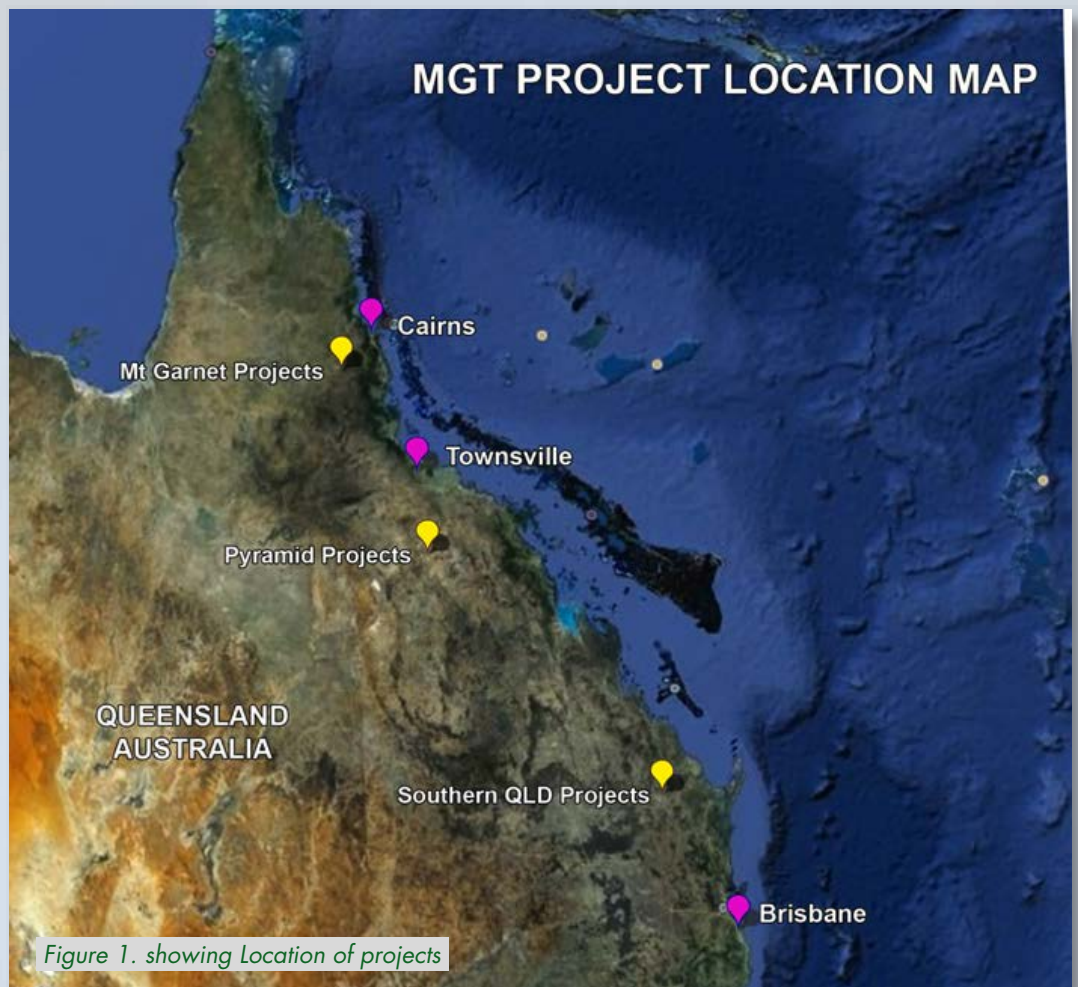 MGT PROJECT LOCATION MAP
Cairns
Mt Garnet Projects
Townsville
Pyramid Projects
QUEENSLAND
AUSTRALIA
Southern QLD Projects
Brisbane
Figure 1. showing Location of projects